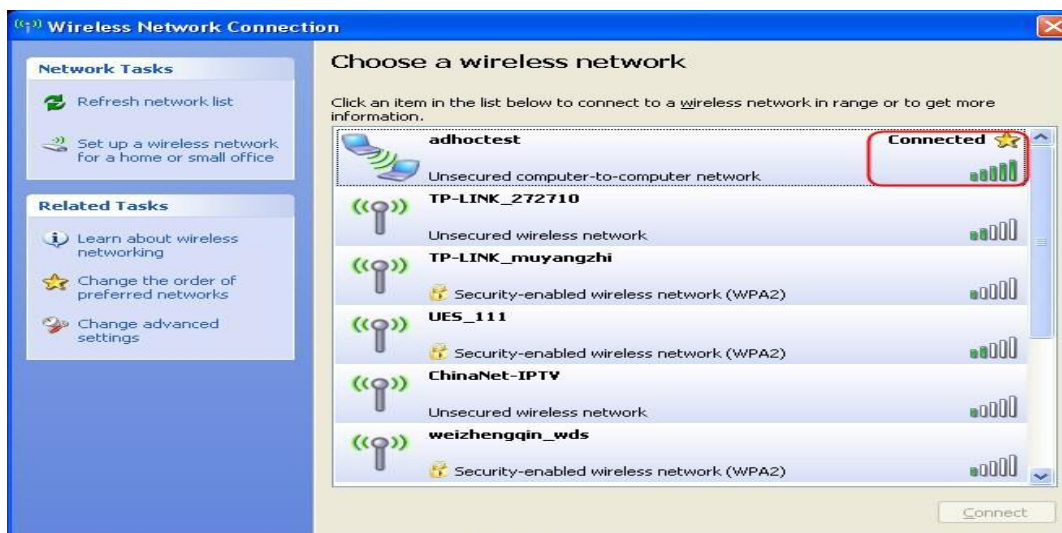 Wireless Network Connection
Network Tasks
Refresh network list
Set up a wireless network
for a home or small office
Related Tasks
Learn about wireless
networking
Change the order of
preferred networks
Change advanced
settings
Choose a wireless network
Click an item in the list below to connect to a wireless network in range or to get more
information.
adhoctest Connected
Unsecured computer-to-computer network
TP-LINK_272710
Unsecured wireless network
TP-LINK_muyangzhi
Security-enabled wireless network (WPA2)
UES_111
Security-enabled wireless network (WPA2)
ChinaNet-IPTV
Unsecured wireless network
weizhengqin_wds
Security-enabled wireless network (WPA2)
Connect